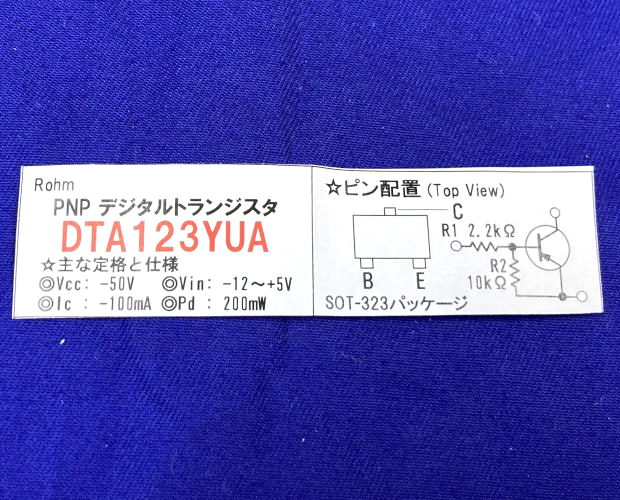 Rohm
PNP デジタルトランジスタ
DTA123YUA
☆主な定格と仕様
◎Vcc: -50V ◎Vin: -12～+5V
◎Ic : -100mA ◎Pd : 200mW
☆ピン配置(Top View)
C
B E
R1 2.2kΩ
R2
10kΩ
SOT-323パッケージ